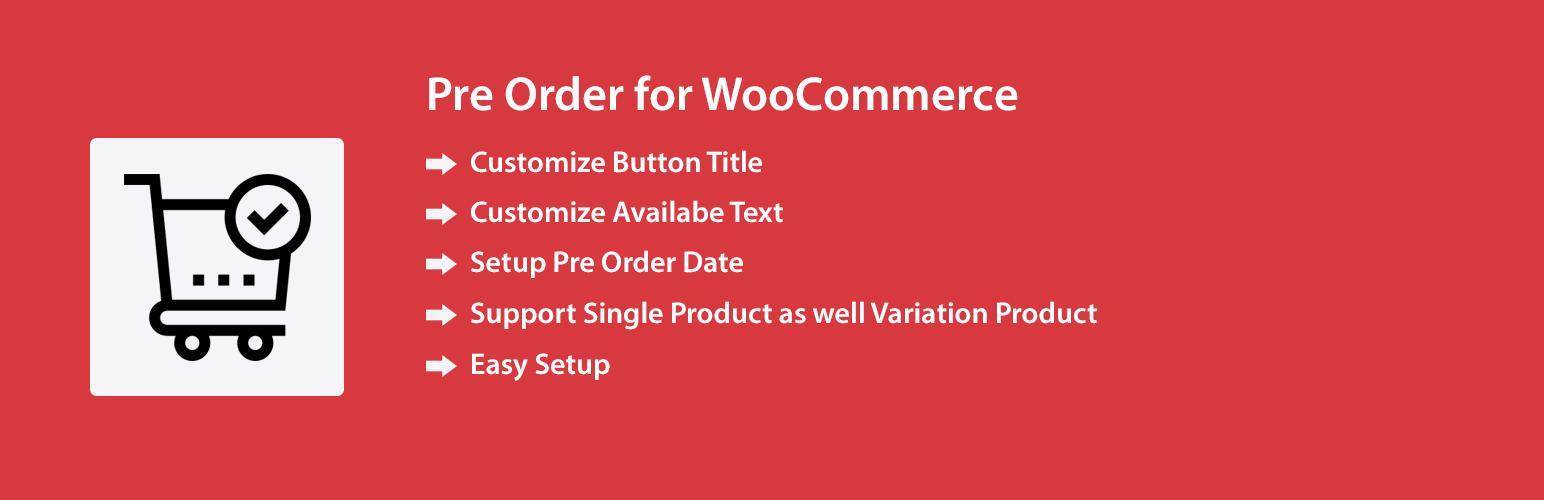 Pre Order for WooCommerce
Customize Button Title
Customize Availabe Text
Setup Pre Order Date
Support Single Product as well Variation Product
Easy Setup